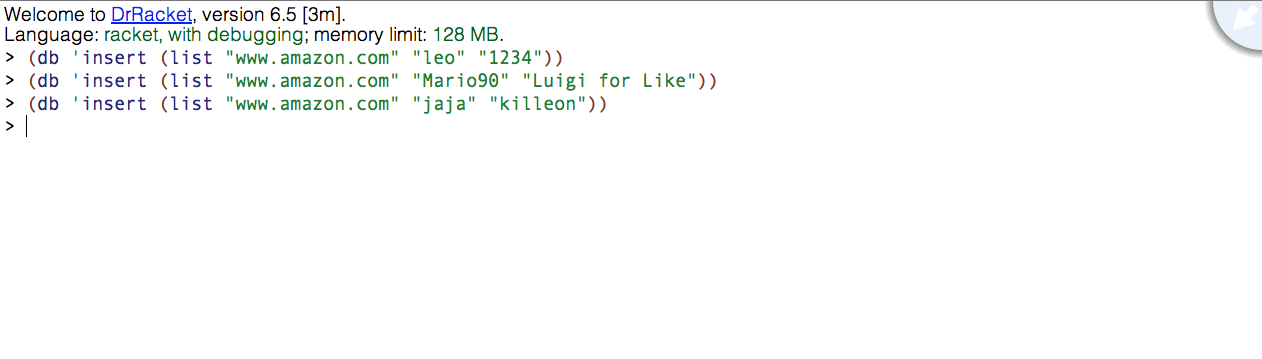 Welcome to DrRacket, version 6.5 [3m].
Language: racket, with debugging; memory limit: 128 MB.
> (db 'insert (list "www.amazon.com" "leo" "1234"))
> (db 'insert (list "www.amazon.com" "Mario90" "Luigi for Like"))
> (db 'insert (list "www.amazon.com" "jaja" "killeon"))
>